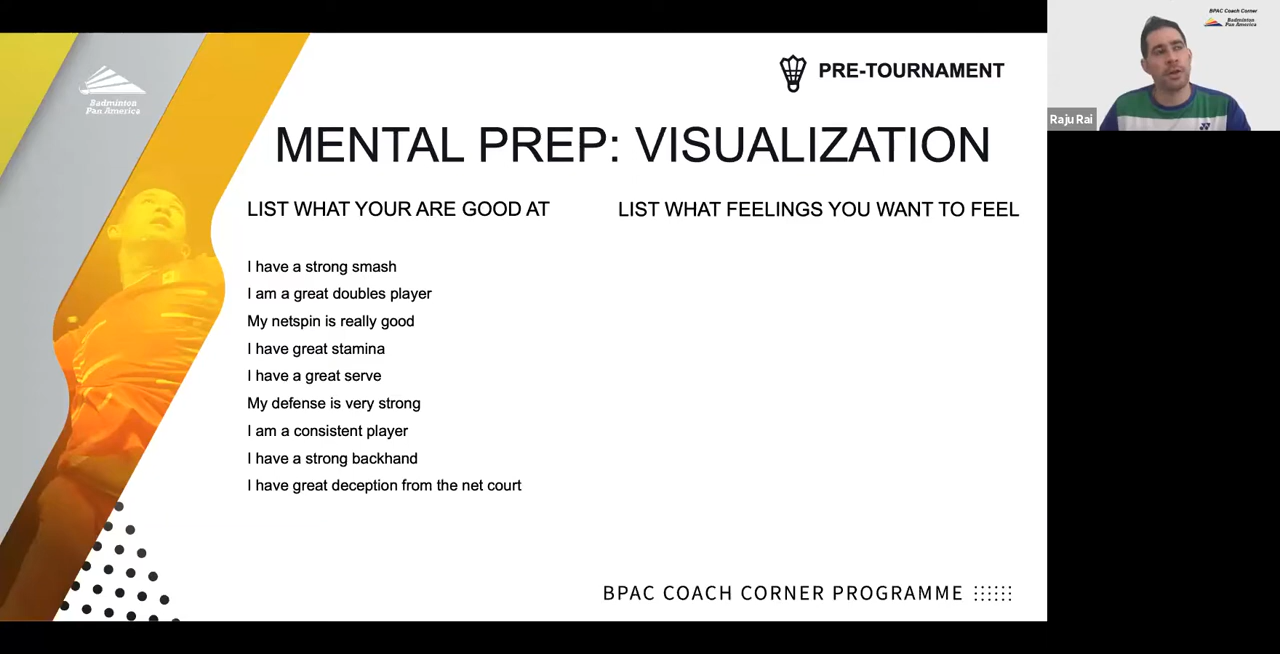 Badminton
Pan America
PRE-TOURNAMENT
MENTAL PREP: VISUALIZATION
LIST WHAT YOUR ARE GOOD AT
LIST WHAT FEELINGS YOU WANT TO FEEL
I have a strong smash
I am a great doubles player
My netspin is really good
I have great stamina
I have a great serve
My defense is very strong
I am a consistent player
I have a strong backhand
I have great deception from the net court
BPAC COACH CORNER PROGRAMME
BPAC Coach Corner
Badminton
Pan America
Raju Rai